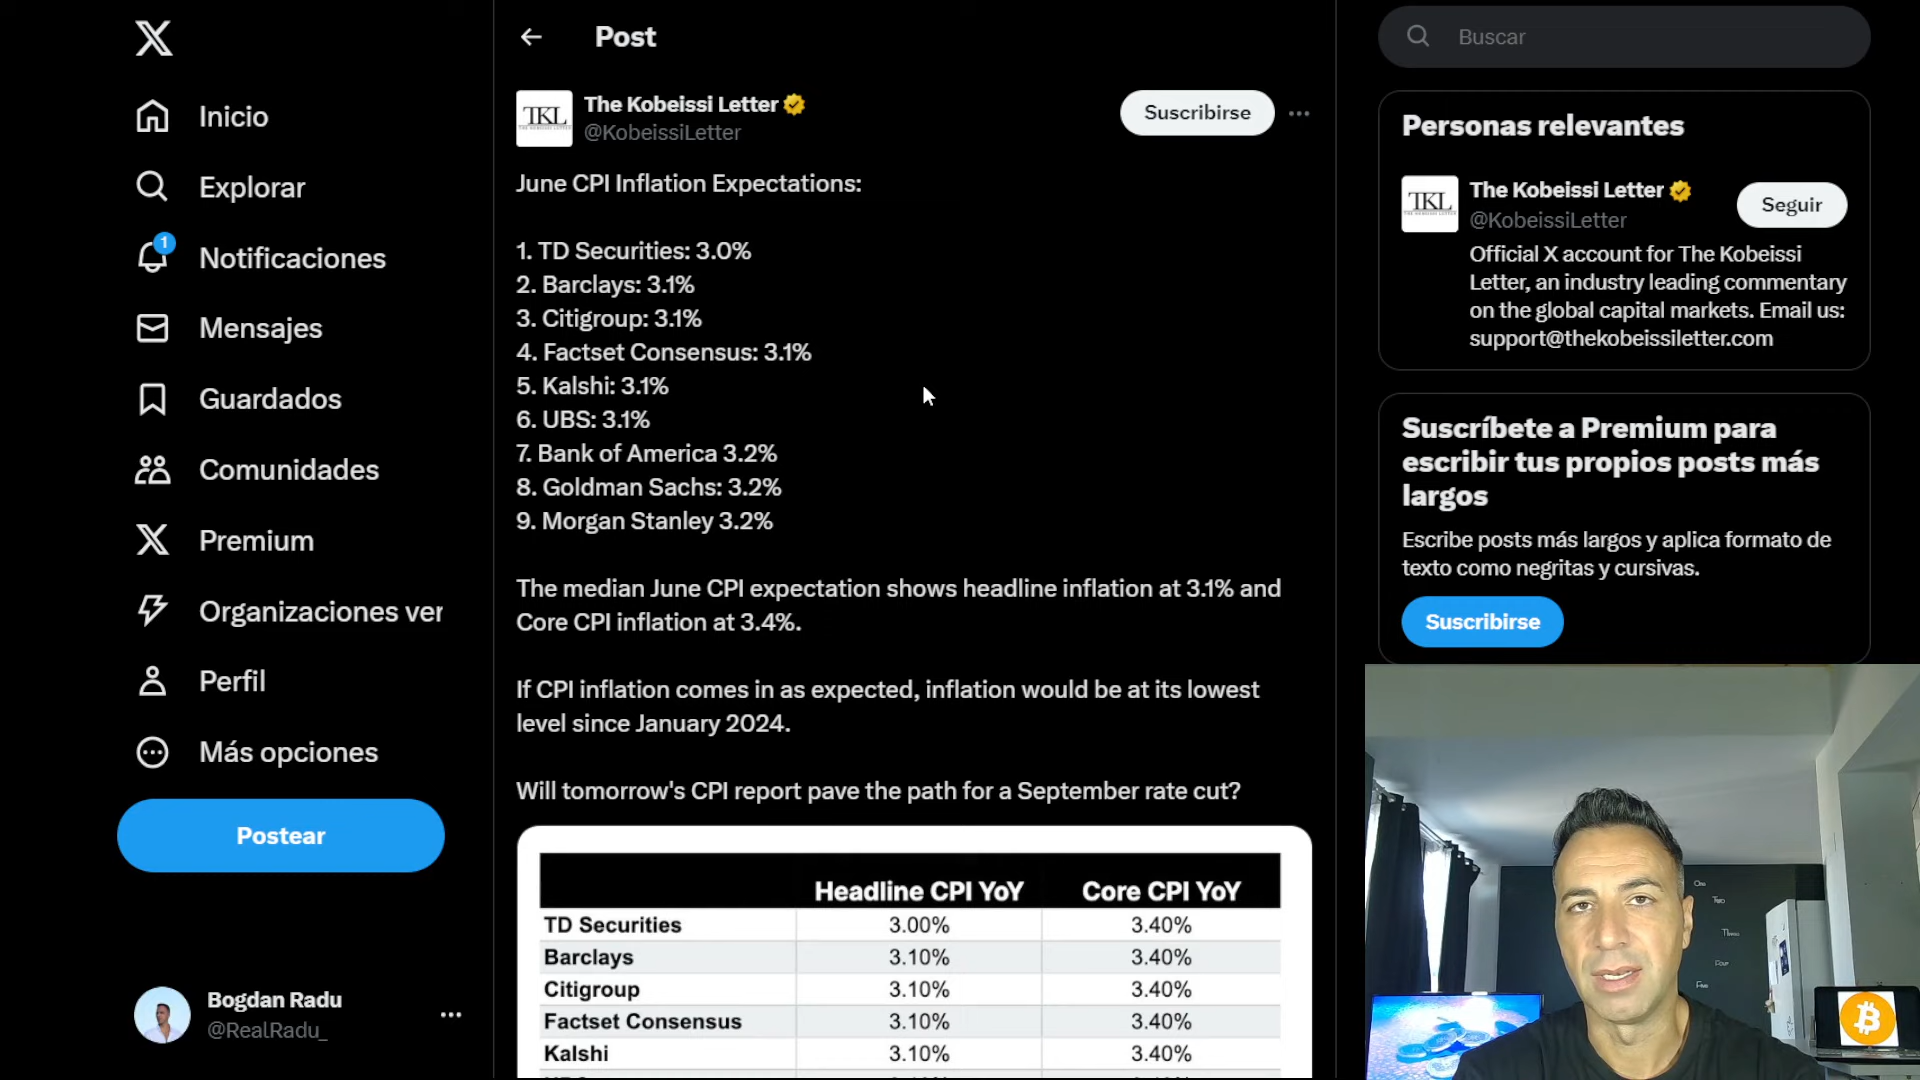 Inicio
Explorar
1
Notificaciones
Mensajes
Guardados
Comunidades
Premium
Organizaciones ver
Perfil
Más opciones
Postear
Bogdan Radu
@RealRadu_
Post
TKL
The Kobeissi Letter
@KobeissiLetter
Suscribirse
June CPI Inflation Expectations:
1. TD Securities: 3.0%
2. Barclays: 3.1%
3. Citigroup: 3.1%
4. Factset Consensus: 3.1%
5. Kalshi: 3.1%
6. UBS: 3.1%
7. Bank of America 3.2%
8. Goldman Sachs: 3.2%
9. Morgan Stanley 3.2%
The median June CPI expectation shows headline inflation at 3.1% and
Core CPI inflation at 3.4%.
If CPI inflation comes in as expected, inflation would be at its lowest
level since January 2024.
Will tomorrow's CPI report pave the path for a September rate cut?
Headline CPI YoY Core CPI YoY
TD Securities 3.00% 3.40%
Barclays 3.10% 3.40%
Citigroup 3.10% 3.40%
Factset Consensus 3.10% 3.40%
Kalshi 3.10% 3.40%
Buscar
Personas relevantes
TKL
The Kobeissi Letter
@KobeissiLetter
Seguir
Official X account for The Kobeissi
Letter, an industry leading commentary
on the global capital markets. Email us:
support@thekobeissiletter.com
Suscríbete a Premium para
escribir tus propios posts más
largos
Escribe posts más largos y aplica formato de
texto como negritas y cursivas.
Suscribirse
One
Two
Three
Four
Five